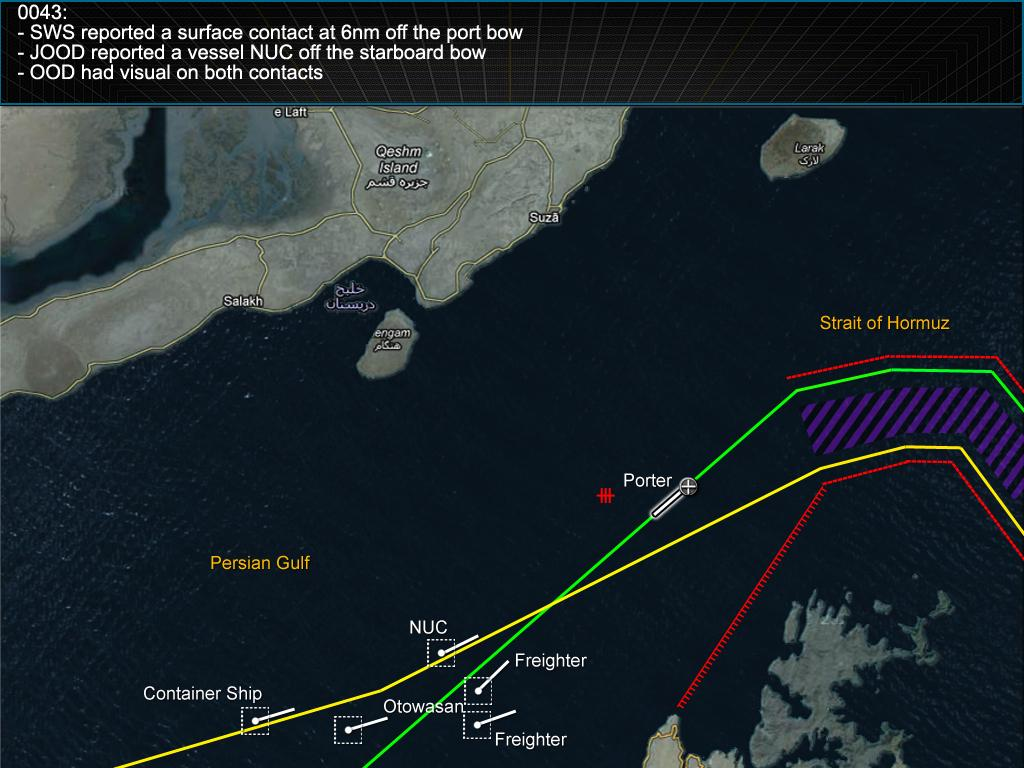 0043:
- SWS reported a surface contact at 6nm off the port bow
- JOOD reported a vessel NUC off the starboard bow
- OOD had visual on both contacts
e Laft
Qeshm
Island
جزیره قشم
Larak
لارک
Suzā
Salakh
خلیج
دربستان
engam
هنگام
Strait of Hormuz
Porter
Persian Gulf
NUC
Freighter
Container Ship
Otowasan
Freighter